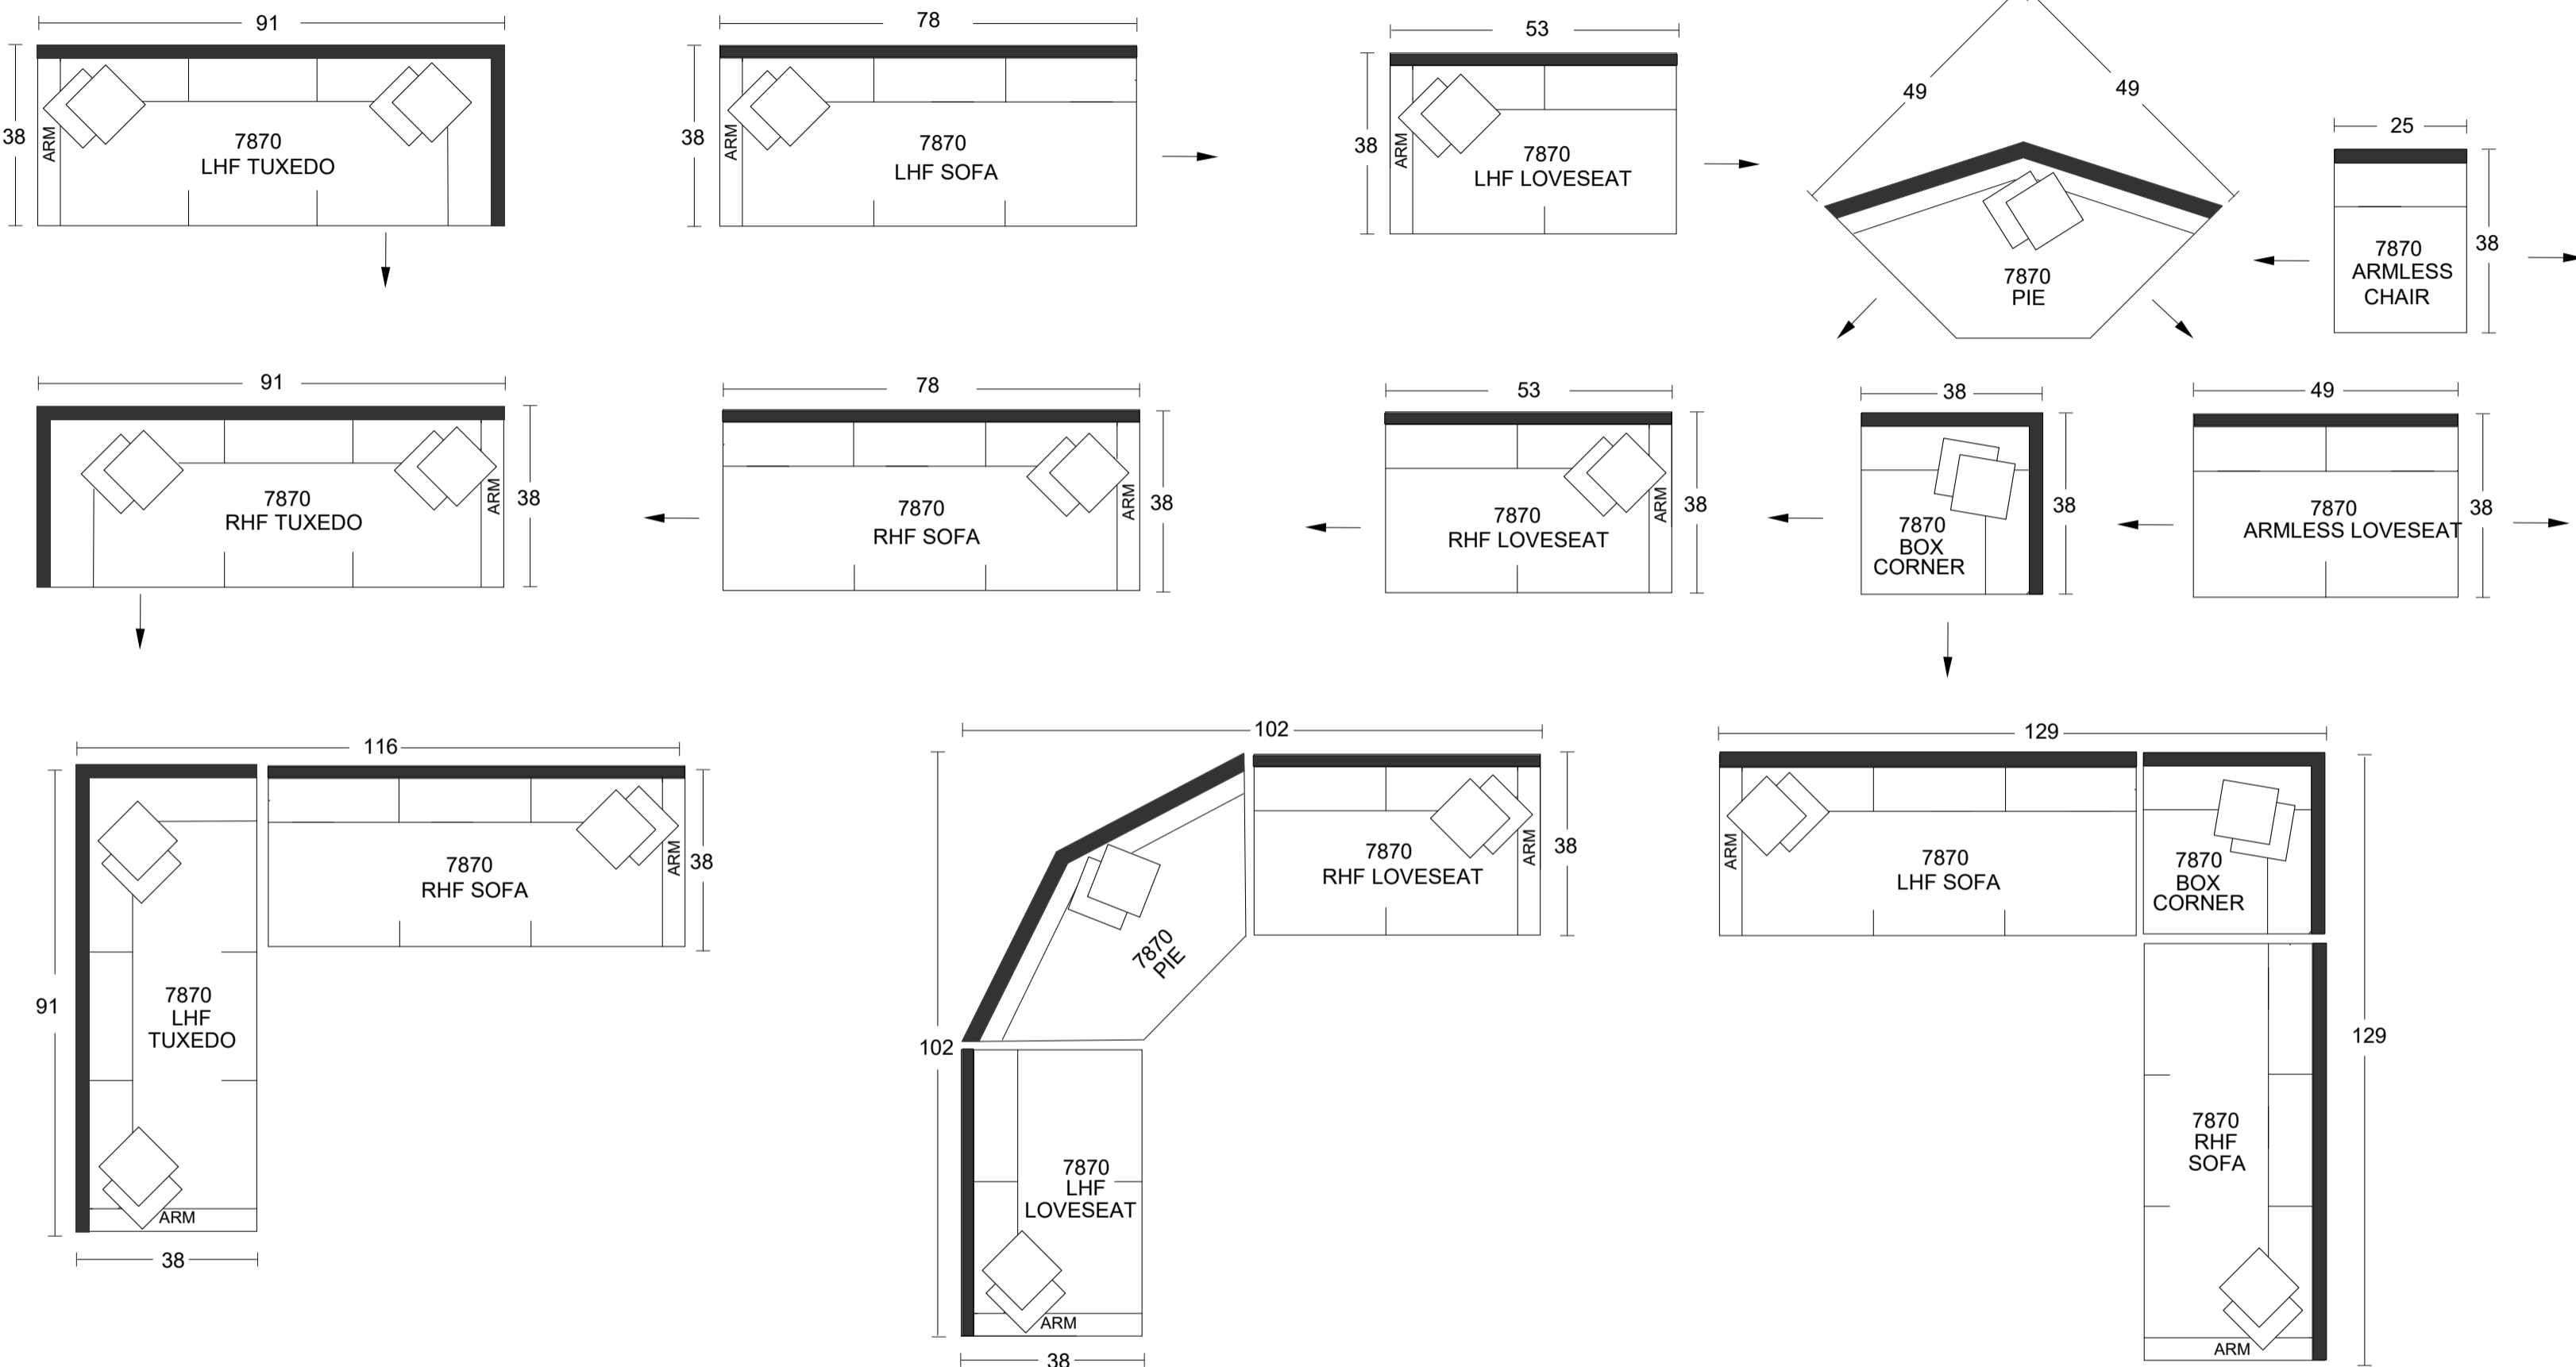 91
38
ARM
7870
LHF TUXEDO
78
38
ARM
7870
LHF SOFA
53
38
ARM
7870
LHF LOVESEAT
49
49
7870
PIE
25
38
7870
ARMLESS
CHAIR
91
7870
RHF TUXEDO
ARM
38
78
7870
RHF SOFA
ARM
38
53
7870
RHF LOVESEAT
ARM
38
38
7870
BOX
CORNER
38
49
7870
ARMLESS LOVESEAT
38
116
91
7870
LHF
TUXEDO
ARM
38
7870
RHF SOFA
ARM
38
102
102
7870
PIE
7870
RHF LOVESEAT
ARM
38
7870
LHF
LOVESEAT
ARM
38
129
ARM
7870
LHF SOFA
7870
BOX
CORNER
129
7870
RHF
SOFA
ARM